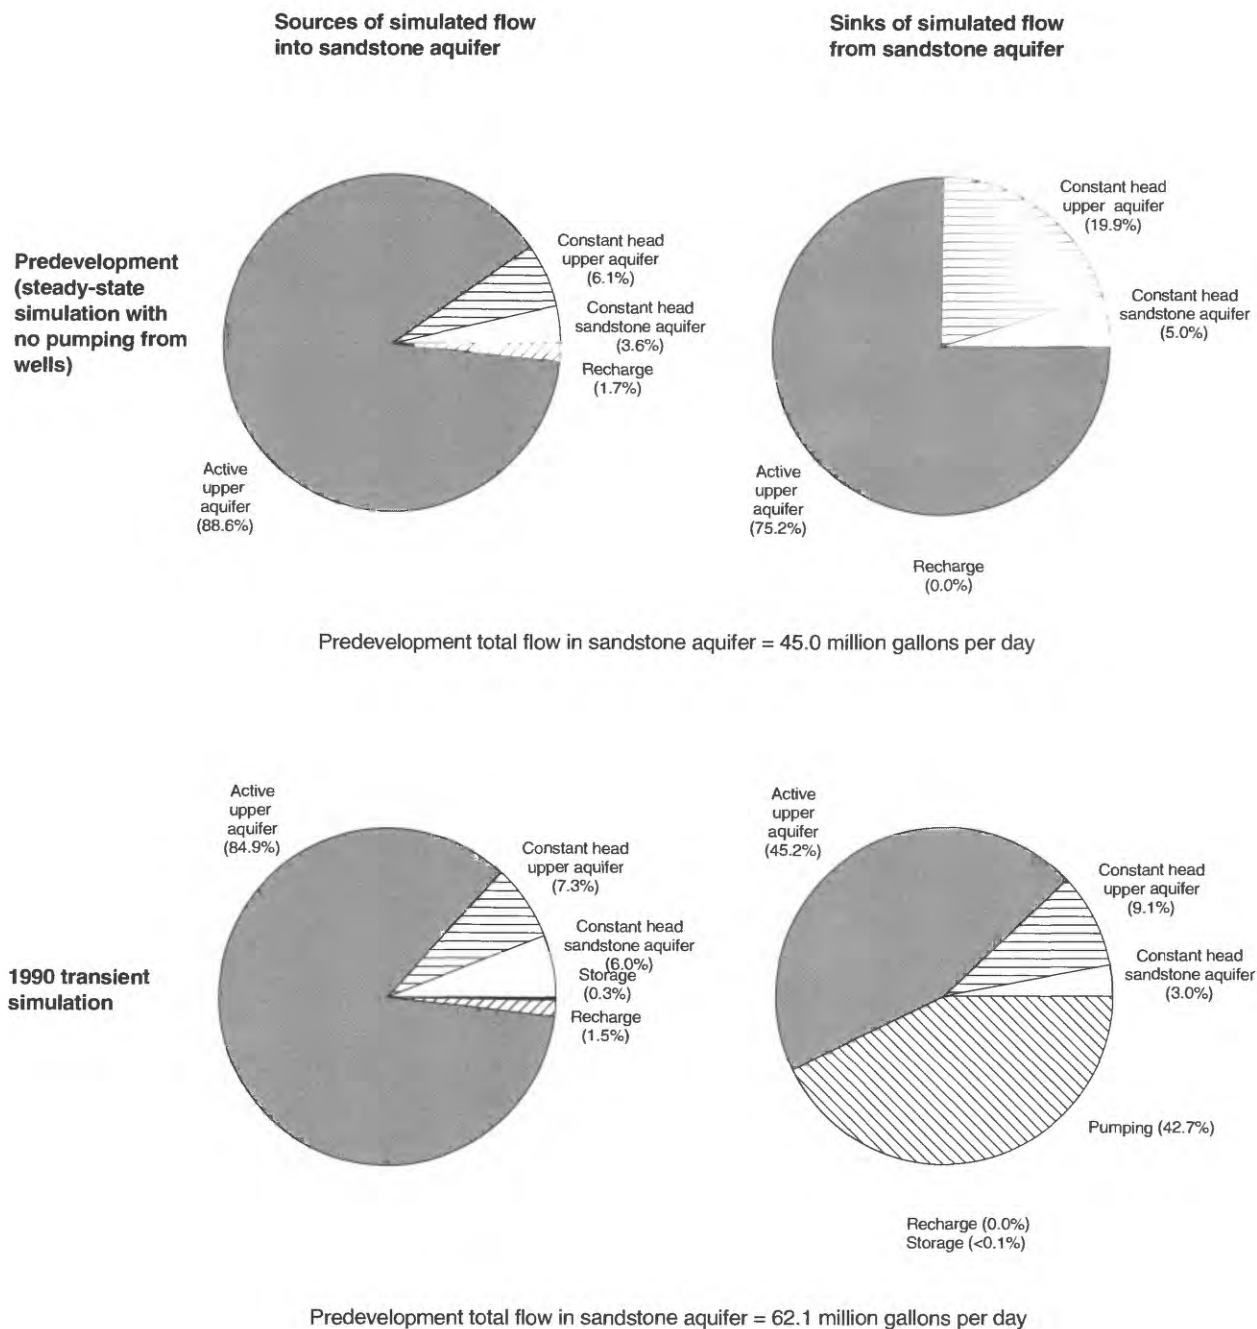 Sources of simulated flow
into sandstone aquifer
Sinks of simulated flow
from sandstone aquifer
Predevelopment
(steady-state
simulation with
no pumping from
wells)
Constant head
upper aquifer
(6.1%)
Constant head
sandstone aquifer
(3.6%)
Recharge
(1.7%)
Active
upper
aquifer
(88.6%)
Constant head
upper aquifer
(19.9%)
Constant head
sandstone aquifer
(5.0%)
Active
upper
aquifer
(75.2%)
Recharge
(0.0%)
Predevelopment total flow in sandstone aquifer = 45.0 million gallons per day
1990 transient
simulation
Active
upper
aquifer
(84.9%)
Constant head
upper aquifer
(7.3%)
Constant head
sandstone aquifer
(6.0%)
Storage
(0.3%)
Recharge
(1.5%)
Active
upper
aquifer
(45.2%)
Constant head
upper aquifer
(9.1%)
Constant head
sandstone aquifer
(3.0%)
Pumping (42.7%)
Recharge (0.0%)
Storage (<0.1%)
Predevelopment total flow in sandstone aquifer = 62.1 million gallons per day